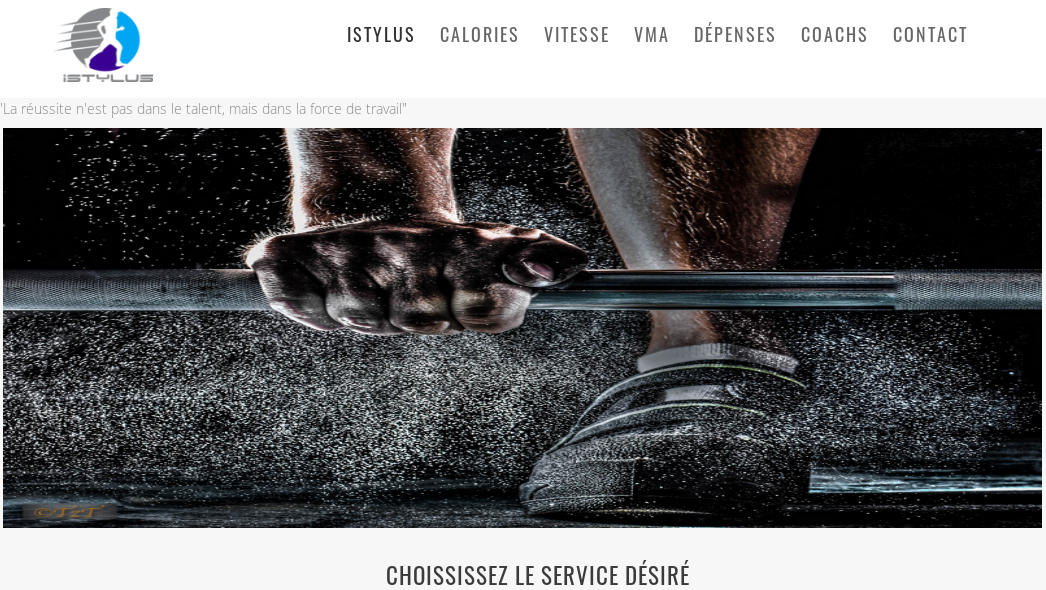 ISTYLUS
ISTYLUS CALORIES VITESSE VMA DÉPENSES COACHS CONTACT
"La réussite n'est pas dans le talent, mais dans la force de travail"
CHOISSISSEZ LE SERVICE DÉSIRÉ